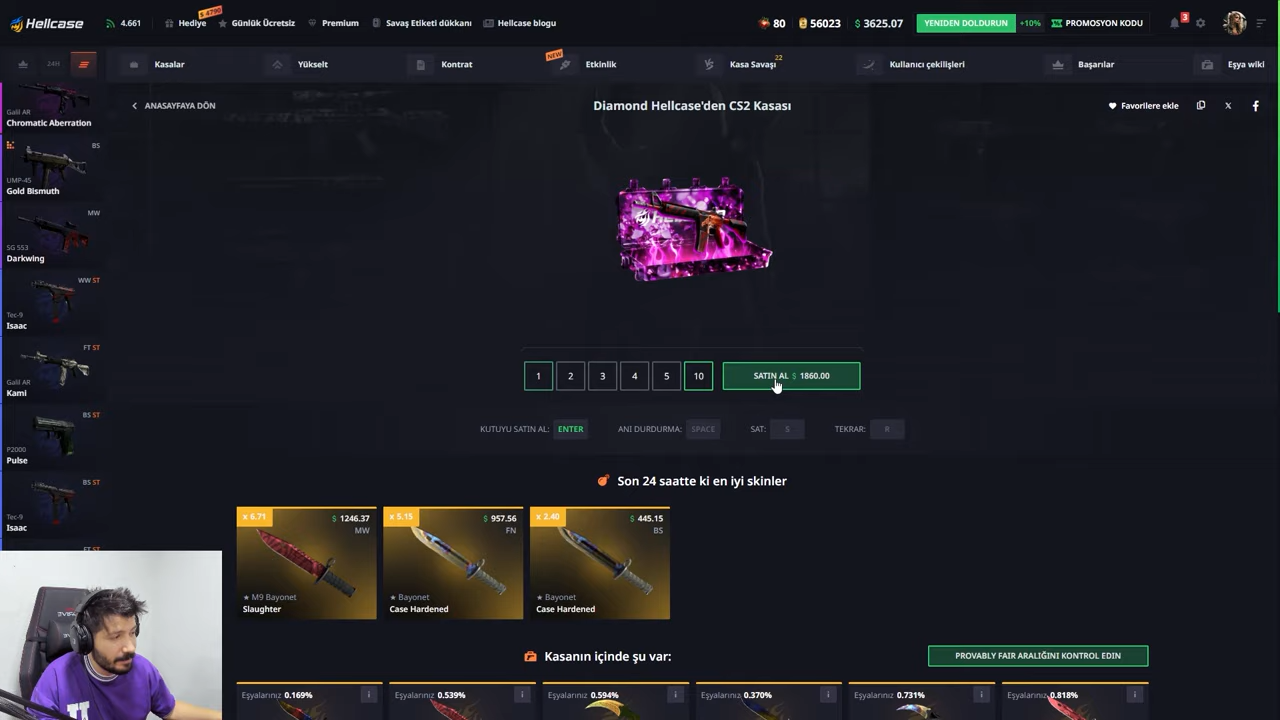 Hellcase
4.661
Hediye
$ 4790
Günlük Ücretsiz
Premium
Savaş Etiketi dükkanı
Hellcase blogu
80
56023
$ 3625.07
YENİDEN DOLDURUN
+10%
PROMOSYON KODU
3
24H
Kasalar
Yükselt
Kontrat
NEW
Etkinlik
Kasa Savaşı
22
Kullanıcı çekilişleri
Başarılar
Eşya wiki
ANASAYFAYA DÖN
Diamond Hellcase'den CS2 Kasası
Favorilere ekle
Galil AR
Chromatic Aberration
BS
UMP-45
Gold Bismuth
MW
SG 553
Darkwing
WW ST
Tec-9
Isaac
FT ST
Galil AR
Kami
BS ST
P2000
Pulse
BS ST
Tec-9
Isaac
1
2
3
4
5
10
SATIN AL $ 1860.00
KUTUYU SATIN AL: ENTER
ANI DURDURMA: SPACE
SAT: S
TEKRAR: R
Son 24 saatte ki en iyi skinler
x 6.71
$ 1246.37
MW
★ M9 Bayonet
Slaughter
x 5.15
$ 957.56
FN
★ Bayonet
Case Hardened
x 2.40
$ 445.15
BS
★ Bayonet
Case Hardened
Kasanın içinde şu var:
PROVABLY FAIR ARALIĞINI KONTROL EDIN
Eşyalarınız 0.169%
Eşyalarınız 0.539%
Eşyalarınız 0.594%
Eşyalarınız 0.370%
Eşyalarınız 0.731%
Eşyalarınız 0.818%